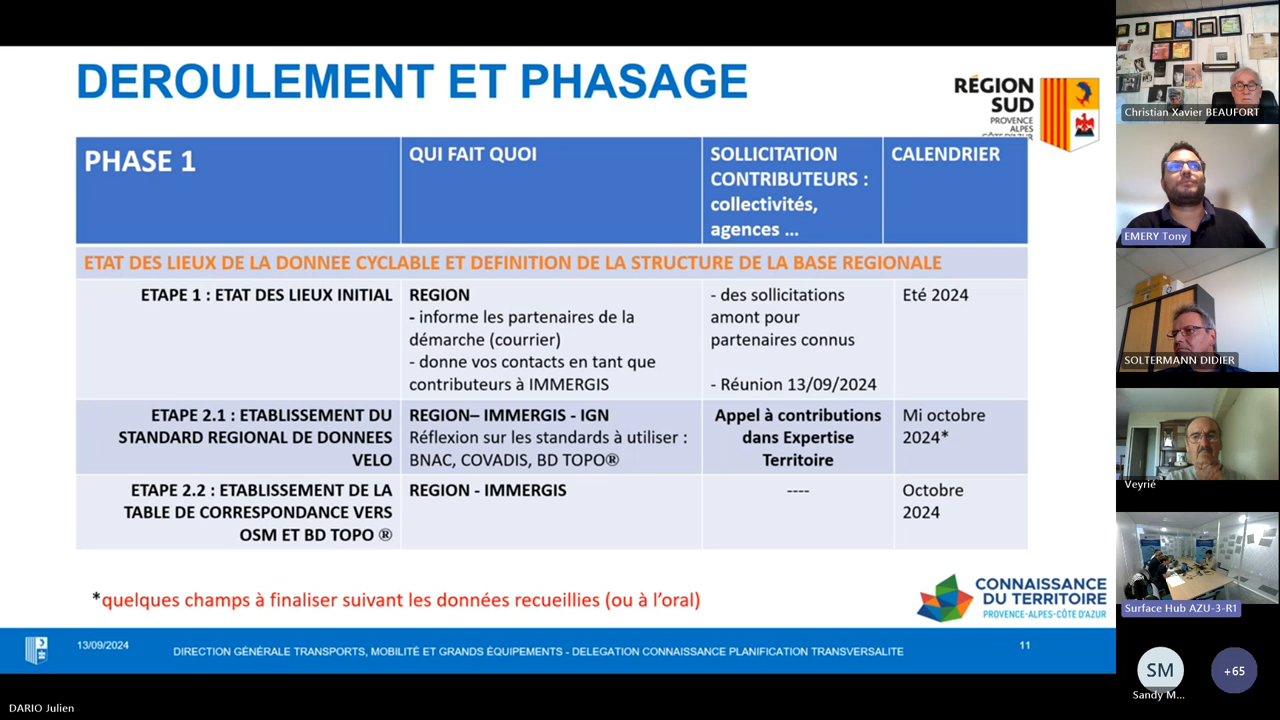 DEROULEMENT ET PHASAGE
RÉGION
SUD
PROVENCE
ALPES
CÔTE D'AZUR
PHASE 1
QUI FAIT QUOI
SOLLICITATION
CONTRIBUTEURS :
collectivités,
agences ...
CALENDRIER
ETAT DES LIEUX DE LA DONNEE CYCLABLE ET DEFINITION DE LA STRUCTURE DE LA BASE REGIONALE
ETAPE 1 : ETAT DES LIEUX INITIAL
REGION
- informe les partenaires de la
démarche (courrier)
- donne vos contacts en tant que
contributeurs à IMMERGIS
- des sollicitations
amont pour
partenaires connus
- Réunion 13/09/2024
Eté 2024
ETAPE 2.1 : ETABLISSEMENT DU
STANDARD REGIONAL DE DONNEES
VELO
REGION– IMMERGIS - IGN
Réflexion sur les standards à utiliser :
BNAC, COVADIS, BD TOPO®
Appel à contributions
dans Expertise
Territoire
Mi octobre
2024*
ETAPE 2.2 : ETABLISSEMENT DE LA
TABLE DE CORRESPONDANCE VERS
OSM ET BD TOPO ®
REGION - IMMERGIS
----
Octobre
2024
*quelques champs à finaliser suivant les données recueillies (ou à l'oral)
CONNAISSANCE
DU TERRITOIRE
PROVENCE-ALPES-CÔTE D'AZUR
13/09/2024
DIRECTION GÉNÉRALE TRANSPORTS, MOBILITÉ ET GRANDS ÉQUIPEMENTS – DELEGATION CONNAISSANCE PLANIFICATION TRANSVERSALITE
11
DARIO Julien
Christian Xavier BEAUFORT
EMERY Tony
SOLTERMANN DIDIER
Veyrié
Surface Hub AZU-3-R1
SM
Sandy M...
+65